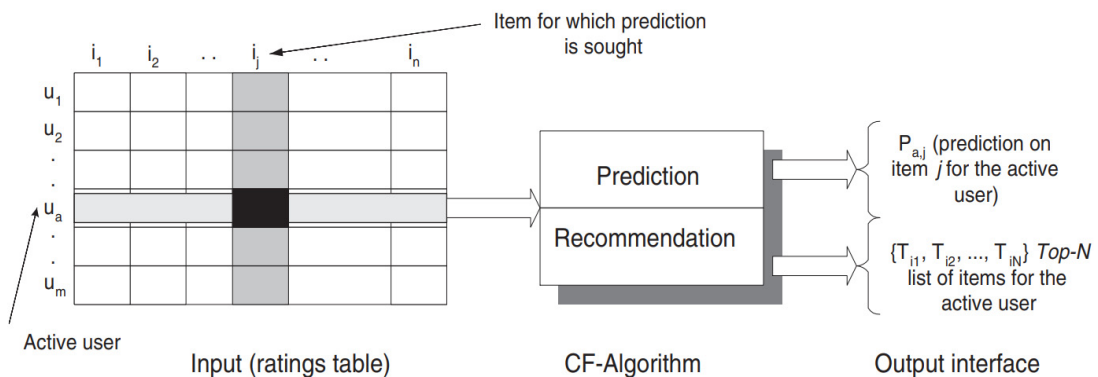 Item for which prediction
is sought
i1 i2 . . ij . . in
u1
u2
.
.
ua
.
.
um
Active user
Input (ratings table)
Prediction
Recommendation
CF-Algorithm
Pa,j (prediction on
item j for the active
user)
{Ti1, Ti2, ..., TiN} Top-N
list of items for the
active user
Output interface